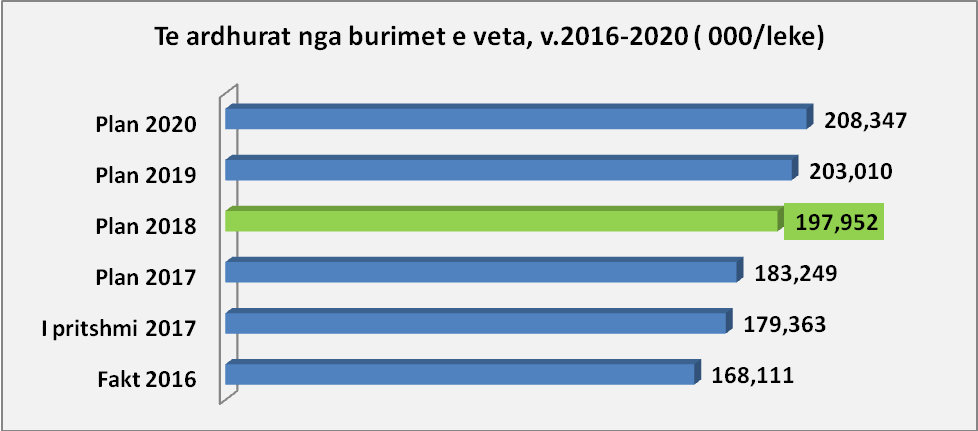 Te ardhurat nga burimet e veta, v.2016-2020 ( 000/leke)
Plan 2020 208,347
Plan 2019 203,010
Plan 2018 197,952
Plan 2017 183,249
I pritshmi 2017 179,363
Fakt 2016 168,111